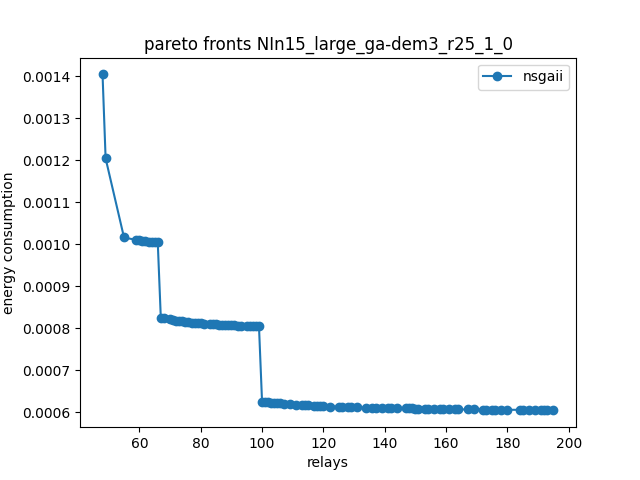 pareto fronts NIn15_large_ga-dem3_r25_1_0
nsgaii
energy consumption
0.0014
0.0013
0.0012
0.0011
0.0010
0.0009
0.0008
0.0007
0.0006
60 80 100 120 140 160 180 200
relays